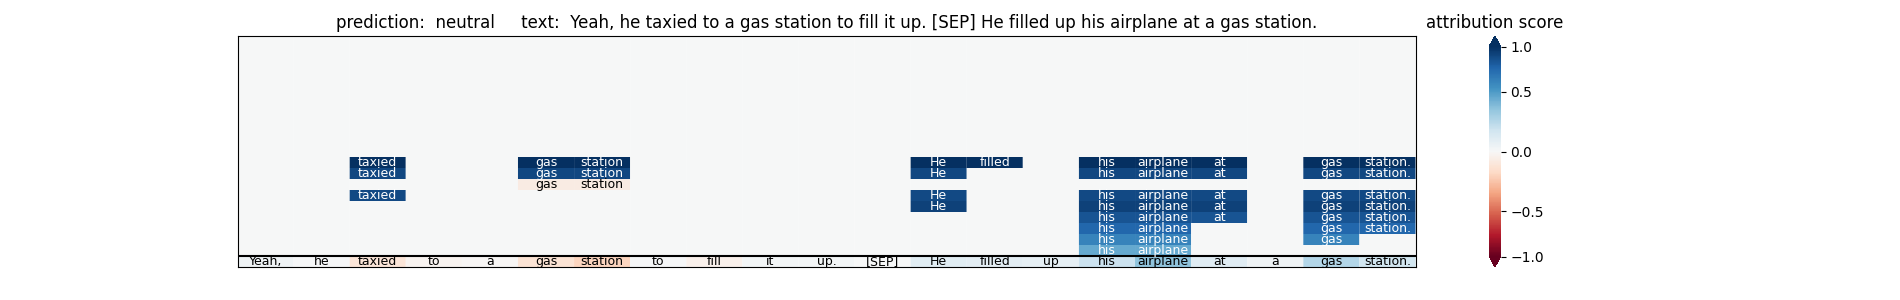 prediction:  neutral     text:  Yeah, he taxied to a gas station to fill it up. [SEP] He filled up his airplane at a gas station.
attribution score
1.0
0.5
0.0
−0.5
−1.0
taxied gas station He filled his airplane at gas station.
taxied gas station He his airplane at gas station.
gas station
taxied He his airplane at gas station.
He his airplane at gas station.
his airplane at gas station.
his airplane gas station.
his airplane gas
his airplane
Yeah, he taxied to a gas station to fill it up. [SEP] He filled up his airplane at a gas station.